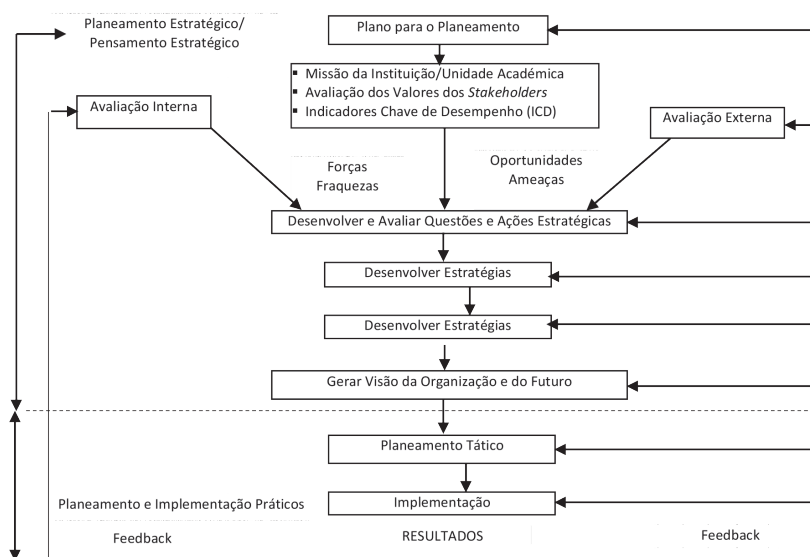 Planeamento Estratégico/
Pensamento Estratégico
Plano para o Planeamento
▪ Missão da Instituição/Unidade Académica
▪ Avaliação dos Valores dos Stakeholders
▪ Indicadores Chave de Desempenho (ICD)
Avaliação Interna
Avaliação Externa
Forças
Fraquezas
Oportunidades
Ameaças
Desenvolver e Avaliar Questões e Ações Estratégicas
Desenvolver Estratégias
Desenvolver Estratégias
Gerar Visão da Organização e do Futuro
Planeamento Tático
Implementação
Planeamento e Implementação Práticos
Feedback
RESULTADOS
Feedback